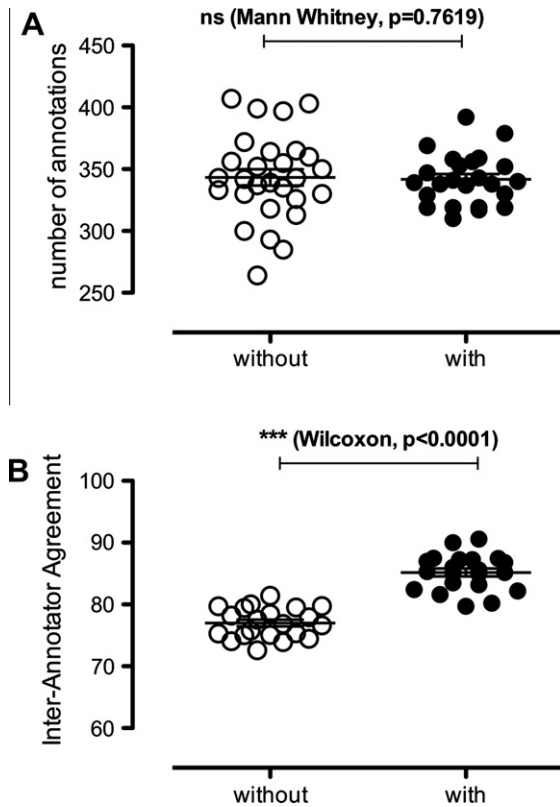 A
ns (Mann Whitney, p=0.7619)
number of annotations
450
400
350
300
250
without with
B
*** (Wilcoxon, p<0.0001)
Inter-Annotator Agreement
100
90
80
70
60
without with